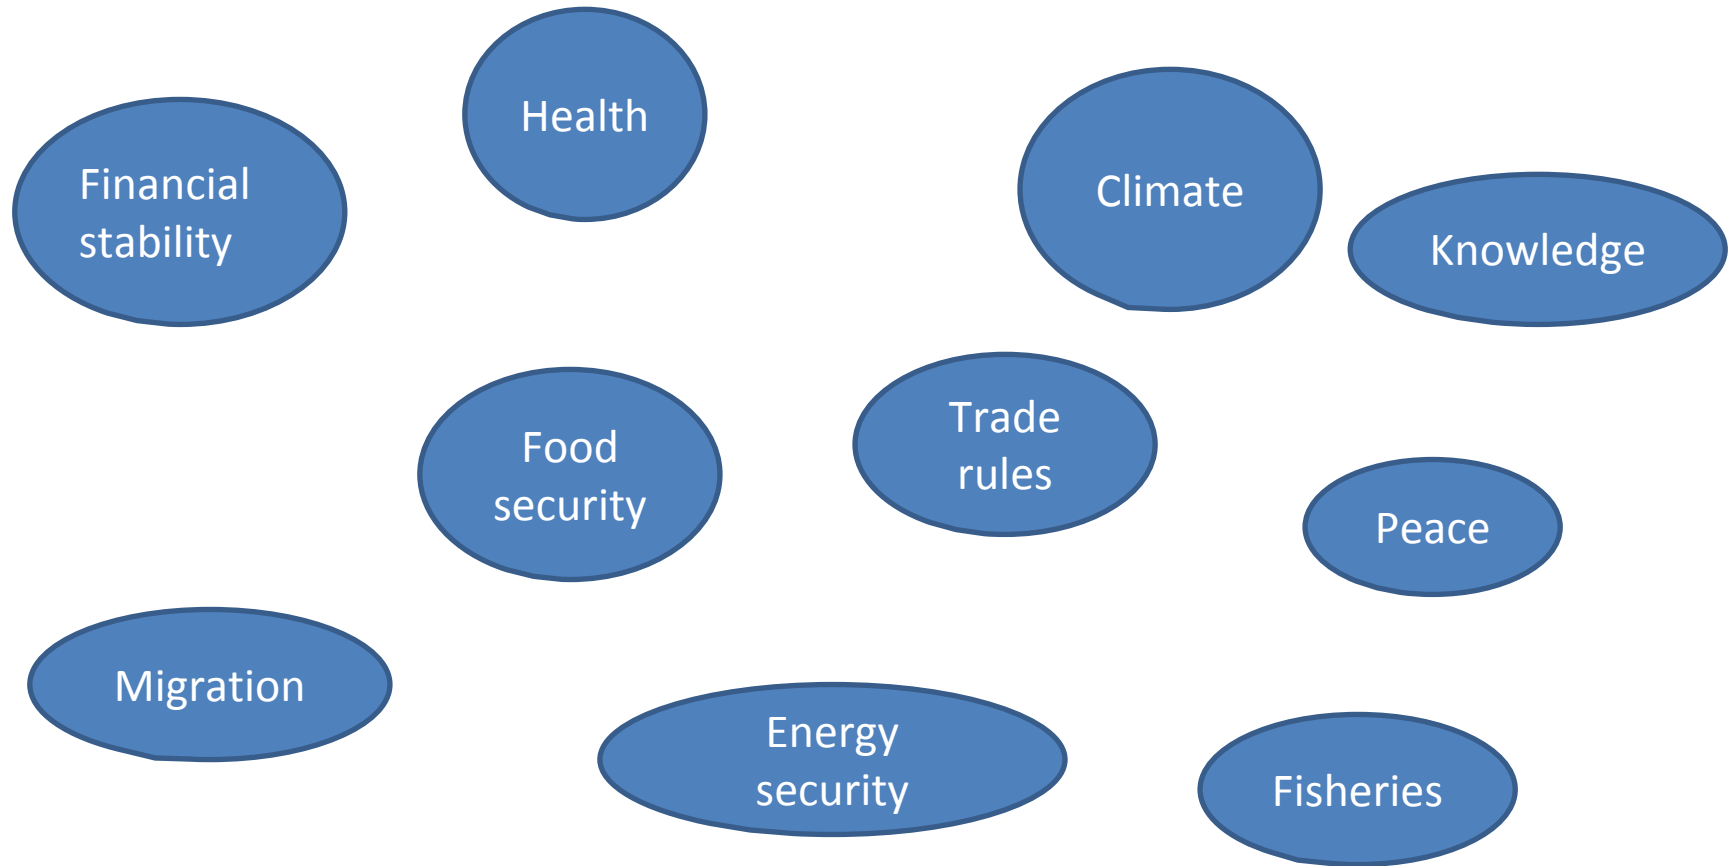 Health
Financial
stability
Climate
Knowledge
Food
security
Trade
rules
Peace
Migration
Energy
security
Fisheries